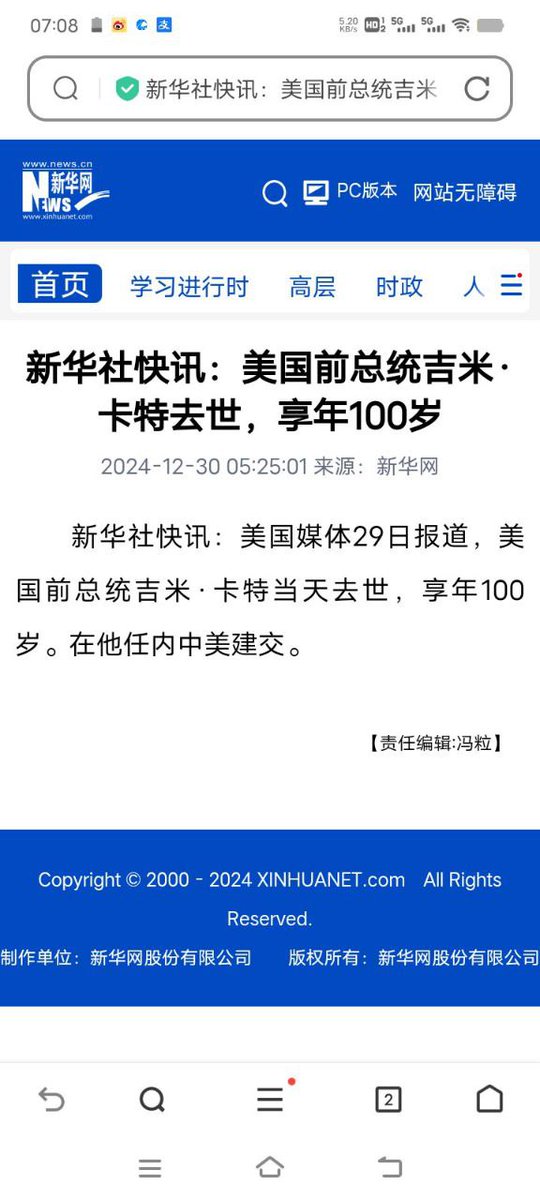 07:08
5.20 KB/s HD 1 2 5G 5G
新华社快讯：美国前总统吉米
www.news.cn
新华网
NEWS
www.xinhuanet.com
PC版本 网站无障碍
首页 学习进行时 高层 时政 人
新华社快讯：美国前总统吉米·
卡特去世，享年100岁
2024-12-30 05:25:01 来源：新华网
新华社快讯：美国媒体29日报道，美
国前总统吉米·卡特当天去世，享年100
岁。在他任内中美建交。
【责任编辑:冯粒】
Copyright © 2000 - 2024 XINHUANET.com All Rights
Reserved.
制作单位：新华网股份有限公司 版权所有：新华网股份有限公司
2